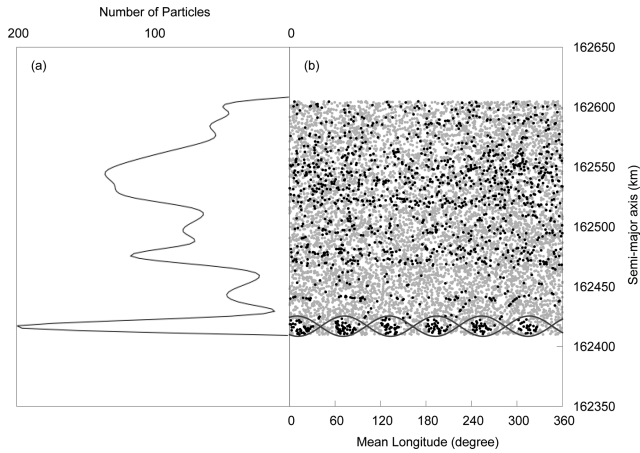 Number of Particles
200 100 0
(a) (b)
162650
162600
162550
162500
162450
162400
162350
Semi-major axis (km)
0 60 120 180 240 300 360
Mean Longitude (degree)